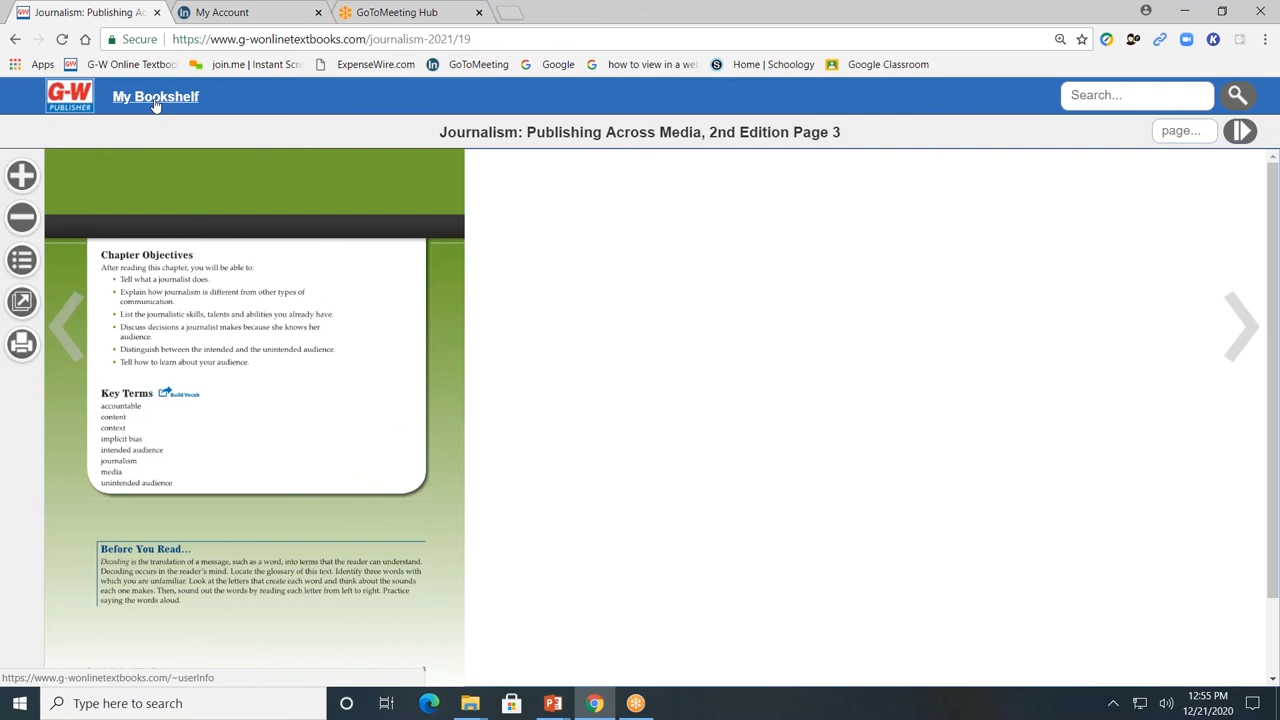 Journalism: Publishing Ac
My Account
GoToMeeting Hub
Secure
https://www.g-wonlinetextbooks.com/journalism-2021/19
Apps
G-W Online Textboo
join.me | Instant Scr
ExpenseWire.com
GoToMeeting
Google
how to view in a web
Home | Schoology
Google Classroom
G-W
PUBLISHER
My Bookshelf
Search...
Journalism: Publishing Across Media, 2nd Edition Page 3
page...
Chapter Objectives
After reading this chapter, you will be able to:
• Tell what a journalist does.
• Explain how journalism is different from other types of
communication.
• List the journalistic skills, talents and abilities you already have.
• Discuss decisions a journalist makes because she knows her
audience.
• Distinguish between the intended and the unintended audience.
• Tell how to learn about your audience.
Key Terms Build Vocab
accountable
content
context
implicit bias
intended audience
journalism
media
unintended audience
Before You Read...
Decoding is the translation of a message, such as a word, into terms that the reader can understand.
Decoding occurs in the reader's mind. Locate the glossary of this text. Identify three words with
which you are unfamiliar. Look at the letters that create each word and think about the sounds
each one makes. Then, sound out the words by reading each letter from left to right. Practice
saying the words aloud.
https://www.g-wonlinetextbooks.com/~userInfo
Type here to search
12:55 PM
12/21/2020